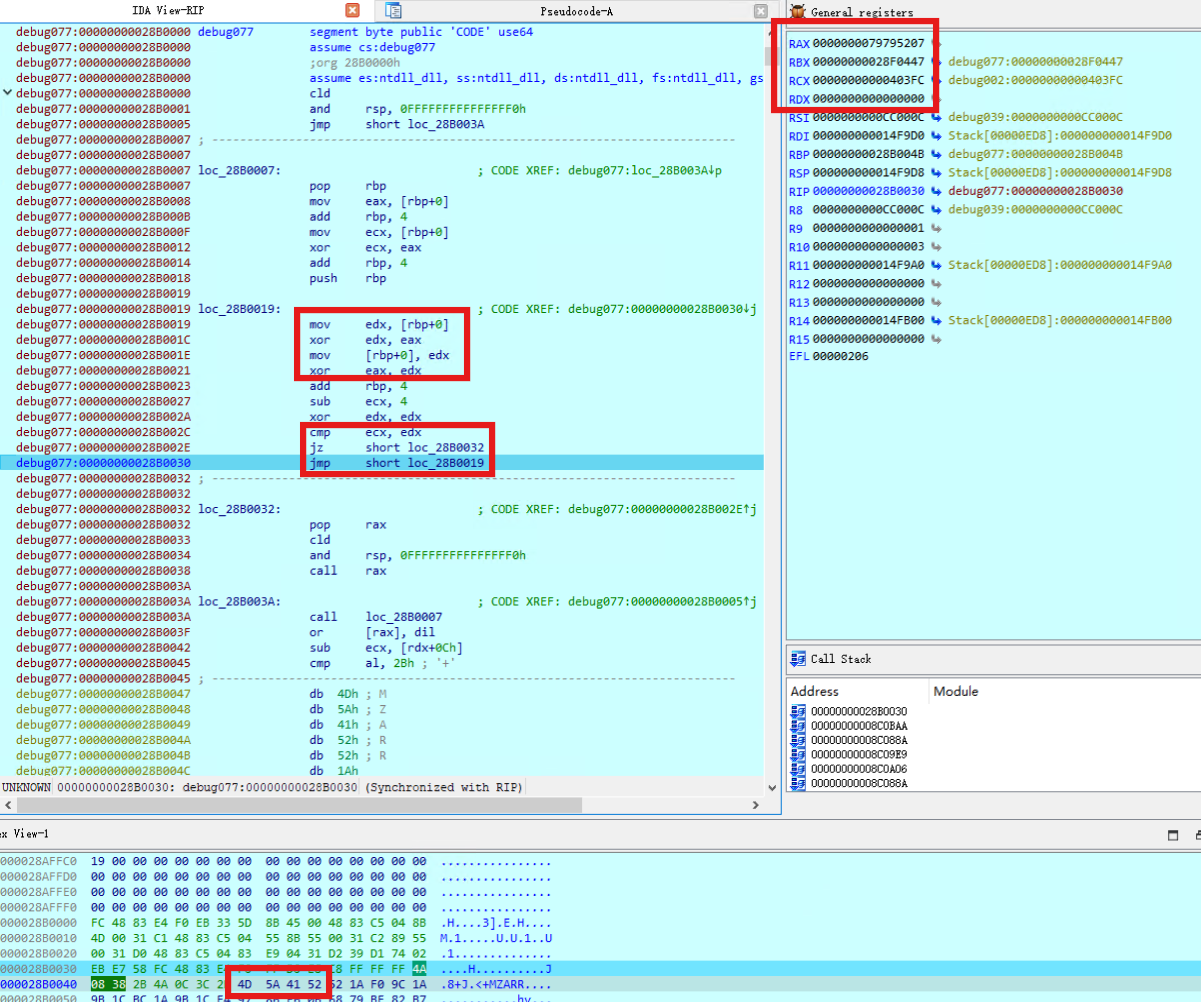 IDA View-RIP
Pseudocode-A
General registers
debug077:00000000028B0000 debug077 segment byte public 'CODE' use64
debug077:00000000028B0000 assume cs:debug077
debug077:00000000028B0000 ;org 28B0000h
debug077:00000000028B0000 assume es:ntdll_dll, ss:ntdll_dll, ds:ntdll_dll, fs:ntdll_dll, gs
debug077:00000000028B0000 cld
debug077:00000000028B0001 and rsp, 0FFFFFFFFFFFFFFF0h
debug077:00000000028B0005 jmp short loc_28B003A
debug077:00000000028B0007 ; ---------------------------------------------------------------------------
debug077:00000000028B0007
debug077:00000000028B0007 loc_28B0007: ; CODE XREF: debug077:loc_28B003A↓p
debug077:00000000028B0007 pop rbp
debug077:00000000028B0008 mov eax, [rbp+0]
debug077:00000000028B000B add rbp, 4
debug077:00000000028B000F mov ecx, [rbp+0]
debug077:00000000028B0012 xor ecx, eax
debug077:00000000028B0014 add rbp, 4
debug077:00000000028B0018 push rbp
debug077:00000000028B0019
debug077:00000000028B0019 loc_28B0019: ; CODE XREF: debug077:00000000028B0030↓j
debug077:00000000028B0019 mov edx, [rbp+0]
debug077:00000000028B001C xor edx, eax
debug077:00000000028B001E mov [rbp+0], edx
debug077:00000000028B0021 xor eax, edx
debug077:00000000028B0023 add rbp, 4
debug077:00000000028B0027 sub ecx, 4
debug077:00000000028B002A xor edx, edx
debug077:00000000028B002C cmp ecx, edx
debug077:00000000028B002E jz short loc_28B0032
debug077:00000000028B0030 jmp short loc_28B0019
debug077:00000000028B0032 ; ---------------------------------------------------------------------------
debug077:00000000028B0032
debug077:00000000028B0032 loc_28B0032: ; CODE XREF: debug077:00000000028B002E↑j
debug077:00000000028B0032 pop rax
debug077:00000000028B0033 cld
debug077:00000000028B0034 and rsp, 0FFFFFFFFFFFFFFF0h
debug077:00000000028B0038 call rax
debug077:00000000028B003A
debug077:00000000028B003A loc_28B003A: ; CODE XREF: debug077:00000000028B0005↑j
debug077:00000000028B003A call loc_28B0007
debug077:00000000028B003F or [rax], dil
debug077:00000000028B0042 sub ecx, [rdx+0Ch]
debug077:00000000028B0045 cmp al, 2Bh ; '+'
debug077:00000000028B0045 ; ---------------------------------------------------------------------------
debug077:00000000028B0047 db 4Dh ; M
debug077:00000000028B0048 db 5Ah ; Z
debug077:00000000028B0049 db 41h ; A
debug077:00000000028B004A db 52h ; R
debug077:00000000028B004B db 52h ; R
debug077:00000000028B004C db 1Ah
UNKNOWN 00000000028B0030: debug077:00000000028B0030 (Synchronized with RIP)
RAX 0000000079795207
RBX 00000000028F0447 debug077:00000000028F0447
RCX 00000000000403FC debug002:00000000000403FC
RDX 0000000000000000
RSI 0000000000CC000C debug039:0000000000CC000C
RDI 000000000014F9D0 Stack[00000ED8]:000000000014F9D0
RBP 00000000028B004B debug077:00000000028B004B
RSP 000000000014F9D8 Stack[00000ED8]:000000000014F9D8
RIP 00000000028B0030 debug077:00000000028B0030
R8 0000000000CC000C debug039:0000000000CC000C
R9 0000000000000001
R10 0000000000000003
R11 000000000014F9A0 Stack[00000ED8]:000000000014F9A0
R12 0000000000000000
R13 0000000000000000
R14 000000000014FB00 Stack[00000ED8]:000000000014FB00
R15 0000000000000000
EFL 00000206
Call Stack
Address Module
00000000028B0030
00000000008C0BAA
00000000008C088A
00000000008C09E9
00000000008C0A06
00000000008C088A
ex View-1
000028AFFC0 19 00 00 00 00 00 00 00 00 00 00 00 00 00 00 00 ................
000028AFFD0 00 00 00 00 00 00 00 00 00 00 00 00 00 00 00 00 ................
000028AFFE0 00 00 00 00 00 00 00 00 00 00 00 00 00 00 00 00 ................
000028AFFF0 00 00 00 00 00 00 00 00 00 00 00 00 00 00 00 00 ................
000028B0000 FC 48 83 E4 F0 EB 33 5D 8B 45 00 48 83 C5 04 8B .H....3].E.H....
000028B0010 4D 00 31 C1 48 83 C5 04 55 8B 55 00 31 C2 89 55 M.1.....U.U.1..U
000028B0020 00 31 D0 48 83 C5 04 83 E9 04 31 D2 39 D1 74 02 .1..........
000028B0030 EB E7 58 FC 48 83 FF FF FF 4A ....H..........J
000028B0040 08 38 2B 4A 0C 3C 4D 5A 41 52 52 1A F0 9C 1A .8+J.<+MZARR....
000028B0050